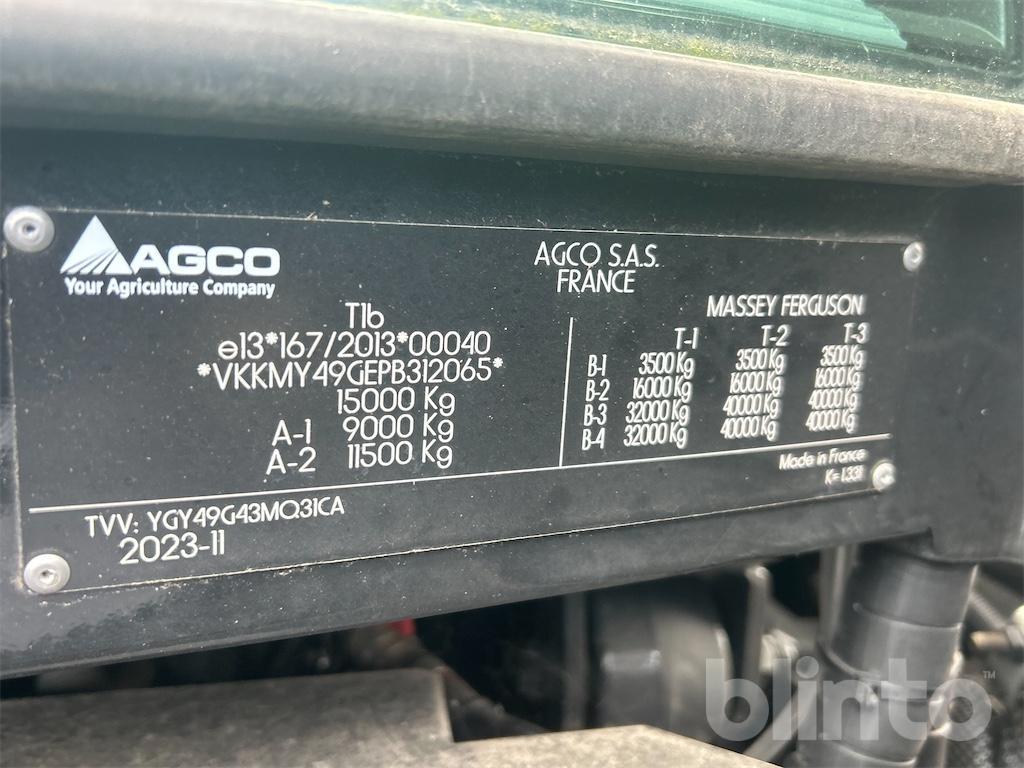 AGCO
Your Agriculture Company
AGCO S.A.S.
FRANCE
T1b
e13*167/2013*00040
*VKKMY49GEPB312065*
15000 Kg
A-1 9000 Kg
A-2 11500 Kg
MASSEY FERGUSON
T-1 T-2 T-3
B-1 3500 Kg 3500 Kg 3500 Kg
B-2 16000 Kg 16000 Kg 16000 Kg
B-3 32000 Kg 40000 Kg 40000 Kg
B-4 32000 Kg 40000 Kg 40000 Kg
Made in France
K= 1.331
TVV: YGY49G43MQ31CA
2023-11
blinto™